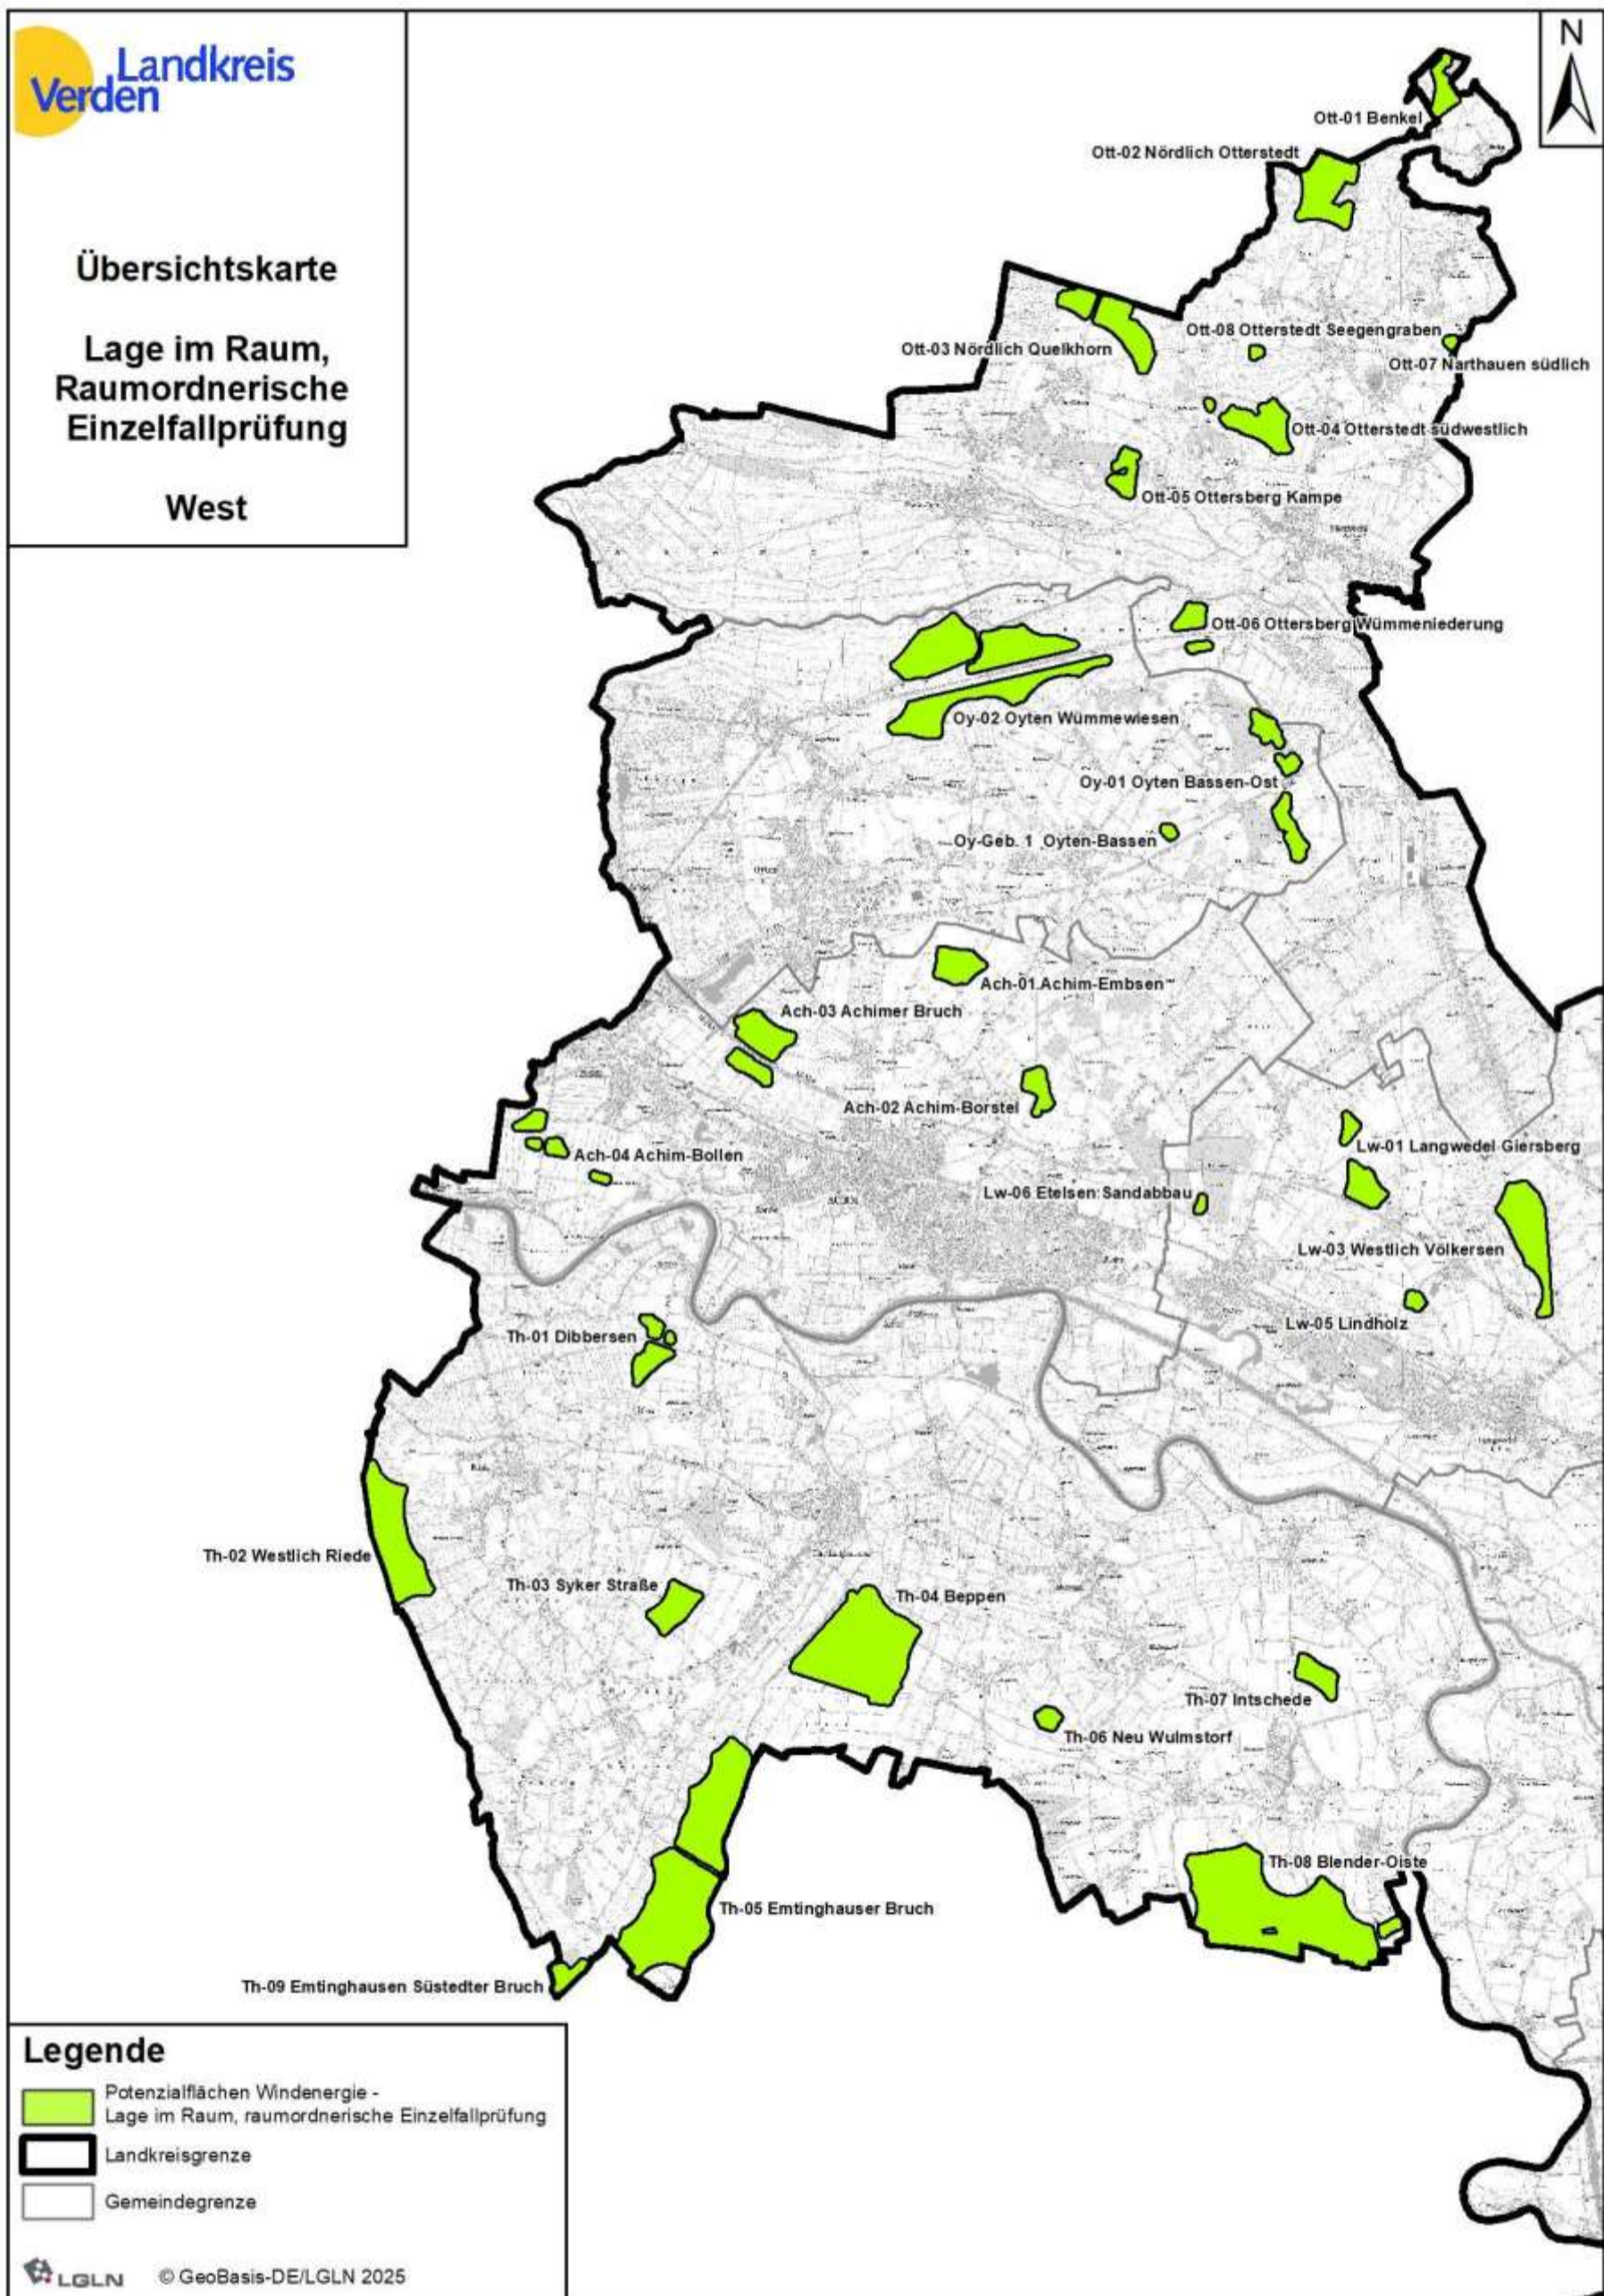 Landkreis
Verden
Übersichtskarte
Lage im Raum,
Raumordnerische
Einzelfallprüfung
West
N
Ott-01 Benkel
Ott-02 Nördlich Otterstedt
Ott-08 Otterstedt Seegengraben
Ott-03 Nördlich Quelkhorn
Ott-07 Narthauen südlich
Ott-04 Otterstedt südwestlich
Ott-05 Ottersberg Kampe
Ott-06 Ottersberg Wümmeniederung
Oy-02 Oyten Wümmewiesen
Oy-01 Oyten Bassen-Ost
Oy-Geb. 1 Oyten-Bassen
Ach-01 Achim-Embsen
Ach-03 Achimer Bruch
Ach-02 Achim-Borstel
Lw-01 Langwedel Giersberg
Ach-04 Achim-Bollen
Lw-06 Etelsen Sandabbau
Lw-03 Westlich Völkersen
Lw-05 Lindholz
Th-01 Dibbersen
Th-02 Westlich Riede
Th-03 Syker Straße
Th-04 Beppen
Th-07 Intschede
Th-06 Neu Wulmstorf
Th-08 Blender-Oiste
Th-05 Emtinghauser Bruch
Th-09 Emtinghausen Süstedter Bruch
Legende
Potenzialflächen Windenergie -
Lage im Raum, raumordnerische Einzelfallprüfung
Landkreisgrenze
Gemeindegrenze
LGLN © GeoBasis-DE/LGLN 2025